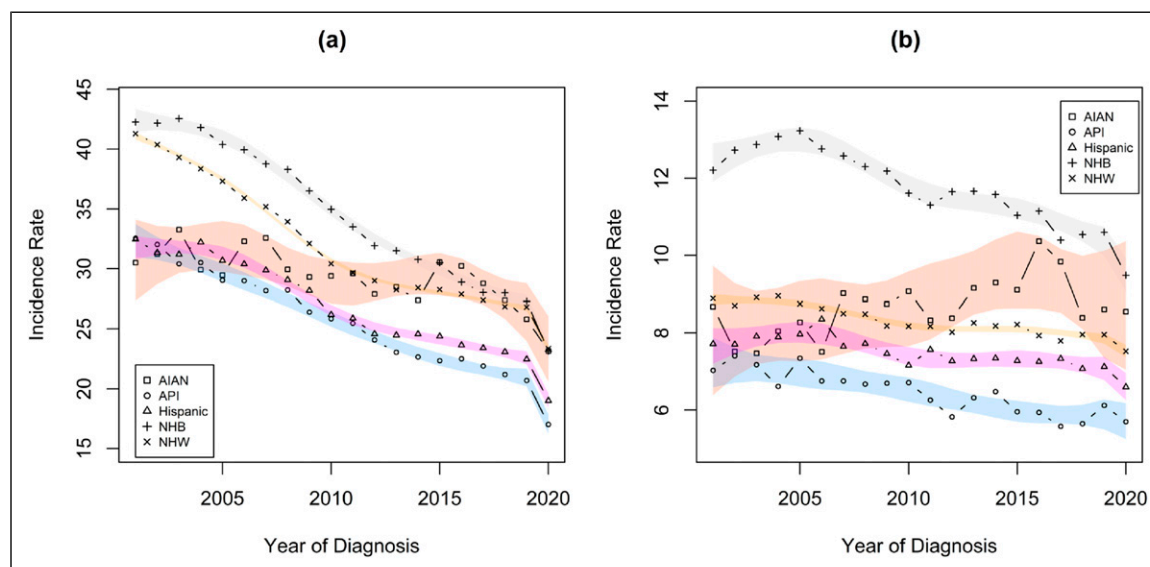 (a)
(b)
Incidence Rate
45
40
35
30
25
20
15
AIAN
API
Hispanic
NHB
NHW
2005
2010
2015
2020
Year of Diagnosis
Incidence Rate
14
12
10
8
6
AIAN
API
Hispanic
NHB
NHW
2005
2010
2015
2020
Year of Diagnosis